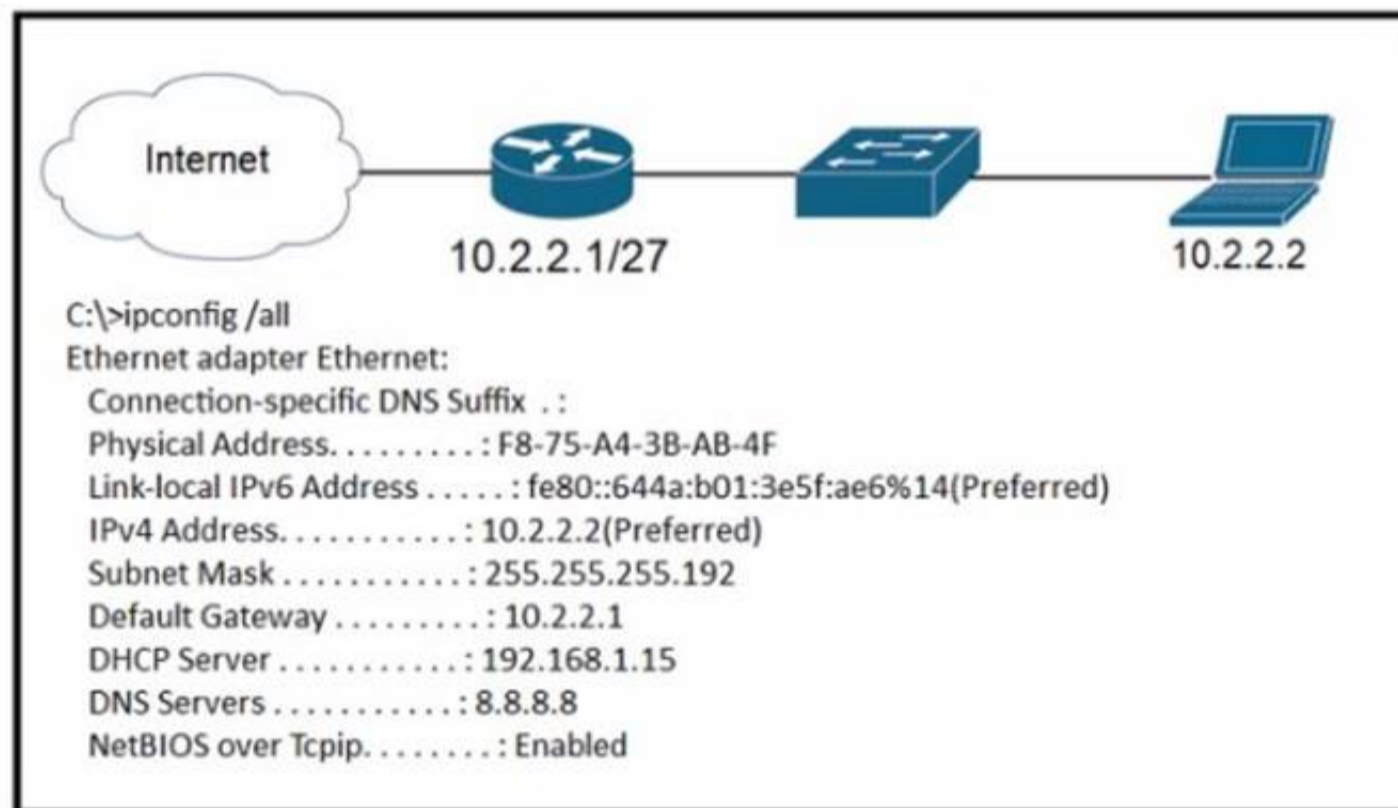 Internet
10.2.2.1/27
10.2.2.2
C:\>ipconfig /all
Ethernet adapter Ethernet:
Connection-specific DNS Suffix . :
Physical Address. . . . . . . . . : F8-75-A4-3B-AB-4F
Link-local IPv6 Address . . . . . : fe80::644a:b01:3e5f:ae6%14(Preferred)
IPv4 Address. . . . . . . . . . . : 10.2.2.2(Preferred)
Subnet Mask . . . . . . . . . . . : 255.255.255.192
Default Gateway . . . . . . . . . : 10.2.2.1
DHCP Server . . . . . . . . . . . : 192.168.1.15
DNS Servers . . . . . . . . . . . : 8.8.8.8
NetBIOS over Tcpip. . . . . . . . : Enabled